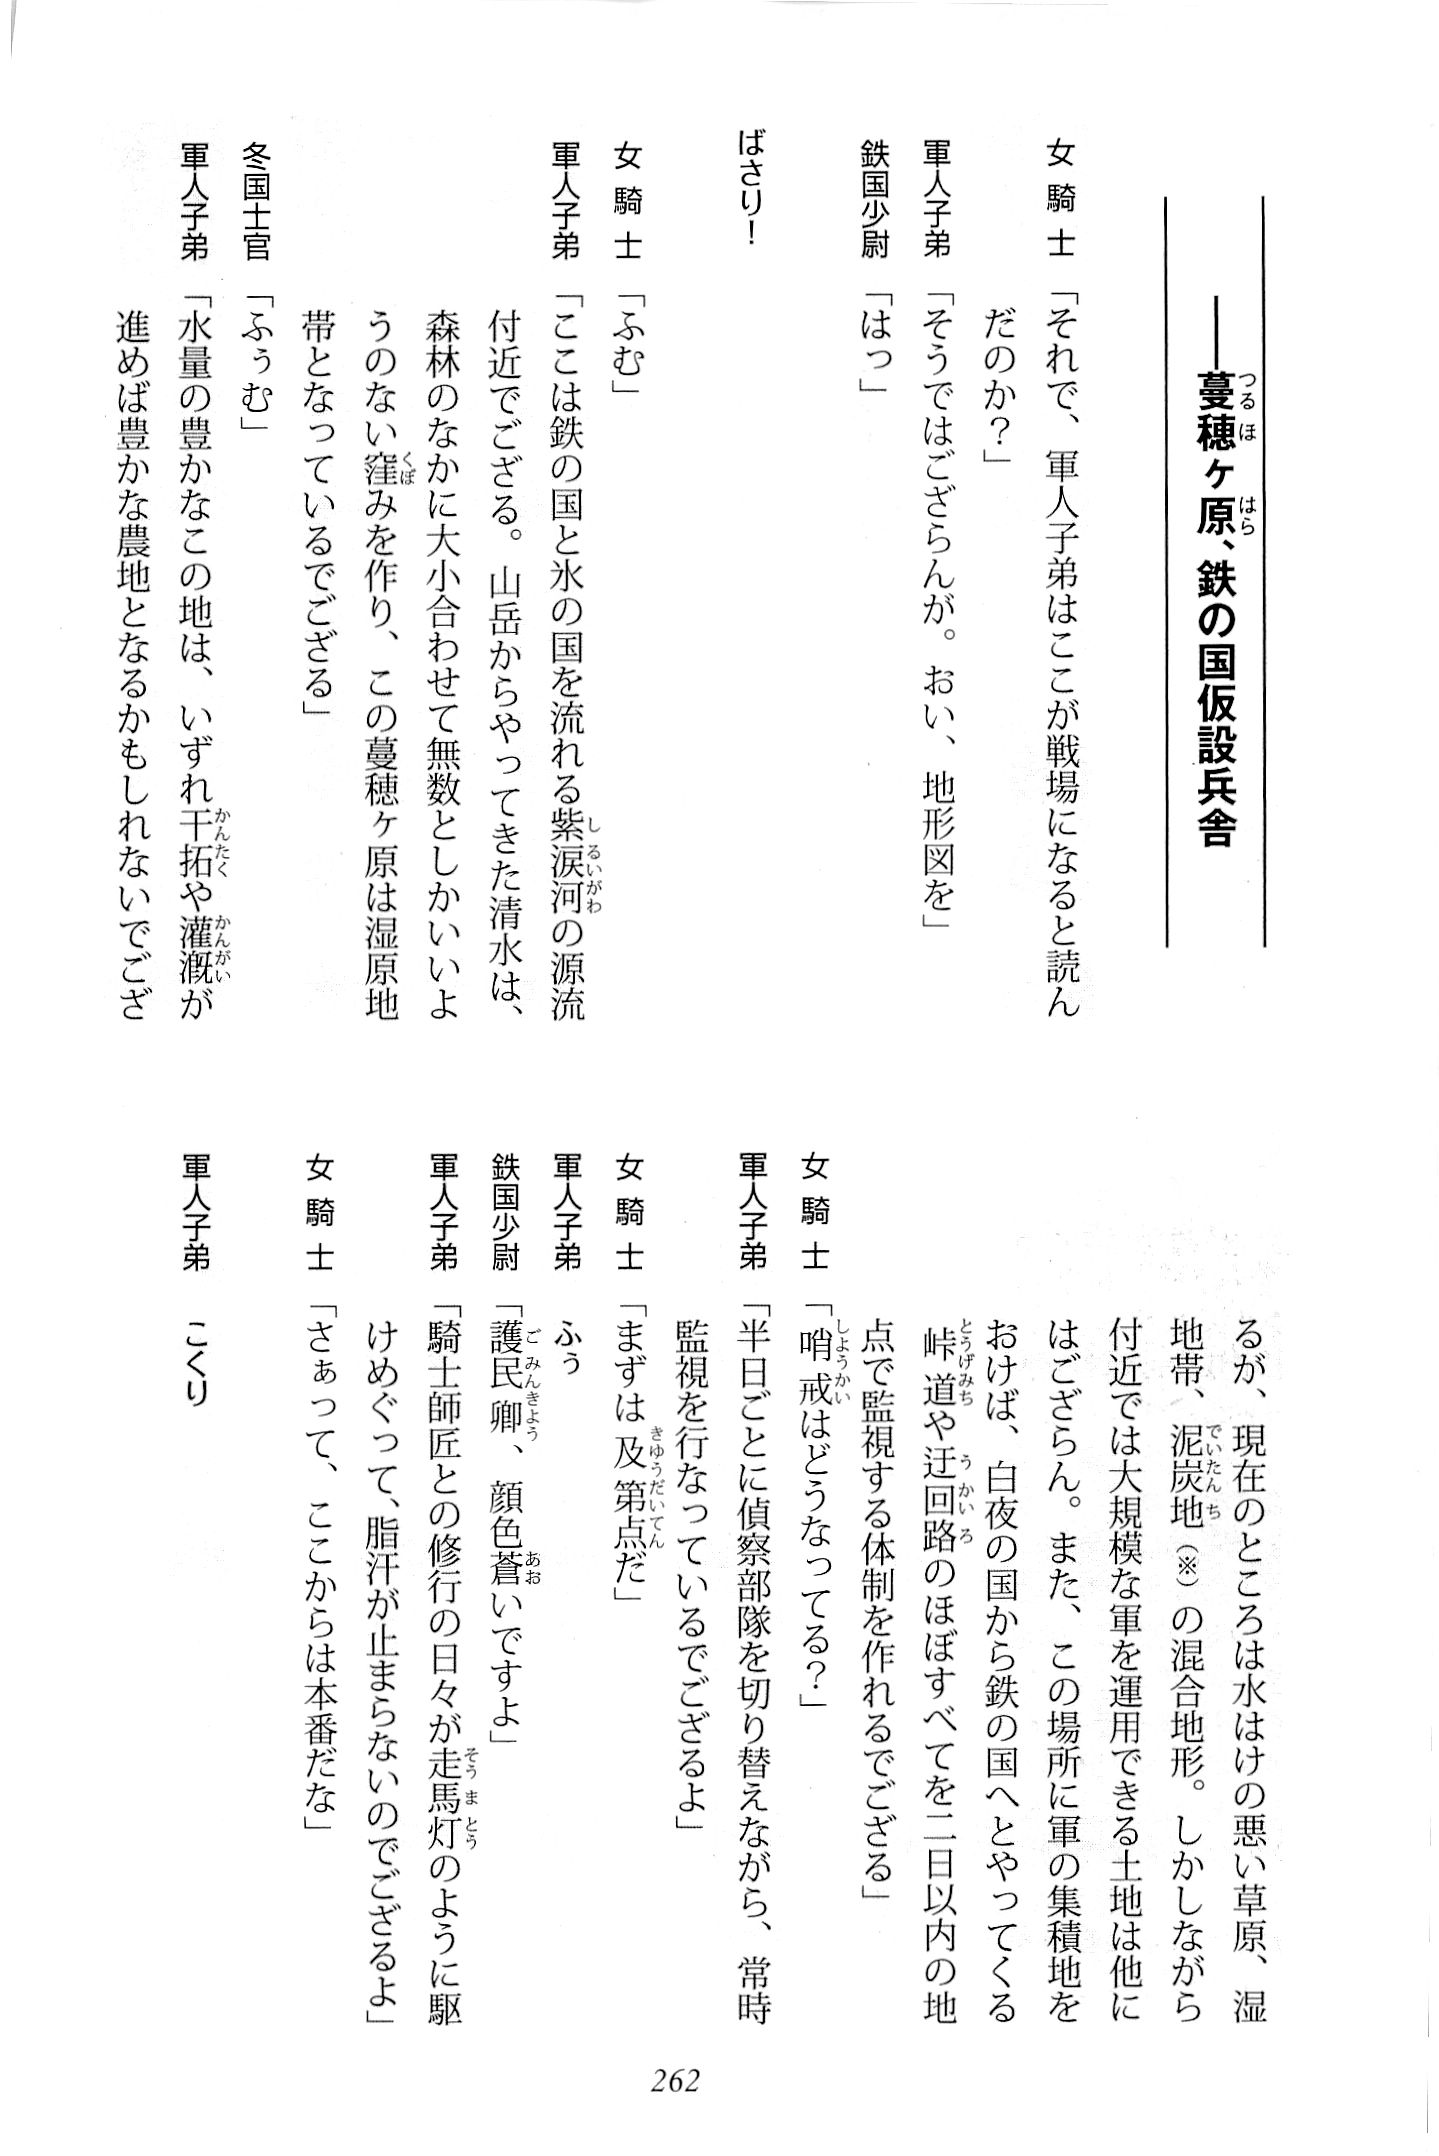 ――蔓穂ヶ原、鉄の国仮設兵舎
女騎士「それで、軍人子弟はここが戦場になると読ん
だのか?」
軍人子弟「そうではござらんが。おい、地形図を」
鉄国少尉「はっ」
ばさり!
女騎士「ふむ」
軍人子弟「ここは鉄の国と氷の国を流れる紫涙河の源流
付近でござる。山岳からやってきた清水は、
森林のなかに大小合わせて無数としかいいよ
うのない窪みを作り、この蔓穂ヶ原は湿原地
帯となっているでござる」
冬国士官「ふぅむ」
軍人子弟「水量の豊かなこの地は、いずれ干拓や灌漑が
進めば豊かな農地となるかもしれないでござ
るが、現在のところは水はけの悪い草原、湿
地帯、泥炭地(※)の混合地形。しかしながら
付近では大規模な軍を運用できる土地は他に
はござらん。また、この場所に軍の集積地を
おけば、白夜の国から鉄の国へとやってくる
峠道や迂回路のほぼすべてを二日以内の地
点で監視する体制を作れるでござる」
女騎士「哨戒はどうなってる?」
軍人子弟「半日ごとに偵察部隊を切り替えながら、常時
監視を行なっているでござるよ」
女騎士「まずは及第点だ」
軍人子弟 ふぅ
鉄国少尉「護民卿、顔色蒼いですよ」
軍人子弟「騎士師匠との修行の日々が走馬灯のように駆
けめぐって、脂汗が止まらないのでござるよ」
女騎士「さぁって、ここからは本番だな」
軍人子弟 こくり
262